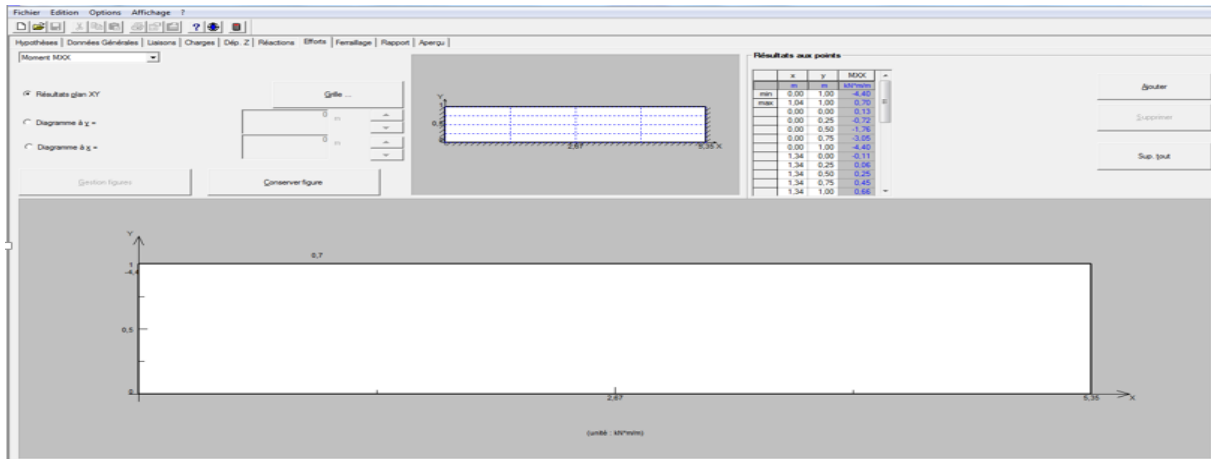 Fichier Edition Options Affichage ?
Hypothèses Données Générales Liaisons Charges Dép. Z Réactions Efforts Ferraillage Rapport Aperçu
Moment MXX
Résultats plan XY
Grille ...
Diagramme à y =
0 m
Diagramme à x =
0 m
Gestion figures
Conserver figure
Y
1
0,5
0
2,67
5,35 X
Résultats aux points
x y MXX
m m kN*m/m
min 0,00 1,00 -4,40
max 1,04 1,00 0,70
0,00 0,00 0,13
0,00 0,25 -0,72
0,00 0,50 -1,76
0,00 0,75 -3,05
0,00 1,00 -4,40
1,34 0,00 -0,11
1,34 0,25 0,06
1,34 0,50 0,25
1,34 0,75 0,45
1,34 1,00 0,66
Ajouter
Supprimer
Sup. tout
Y
0,7
1
-4,4
0,5
0
2,67
5,35
X
(unité : kN*m/m)